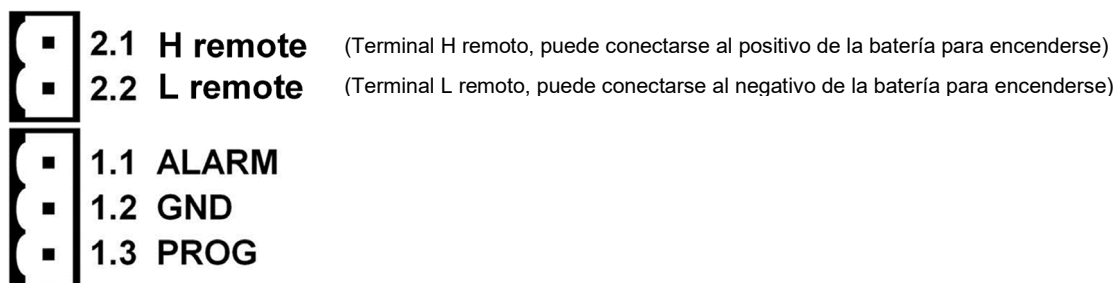 2.1 H remote (Terminal H remoto, puede conectarse al positivo de la batería para encenderse)
2.2 L remote (Terminal L remoto, puede conectarse al negativo de la batería para encenderse)
1.1 ALARM
1.2 GND
1.3 PROG